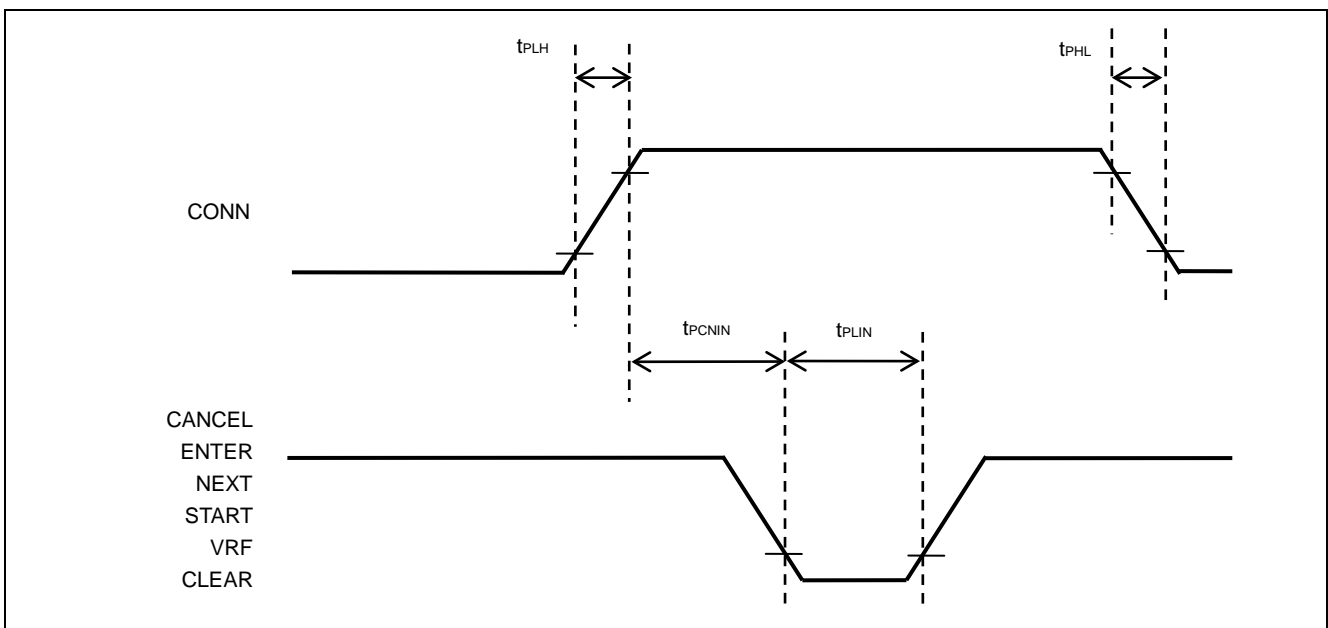 tPLH
tPHL
CONN
tPCNIN
tPLIN
CANCEL
ENTER
NEXT
START
VRF
CLEAR